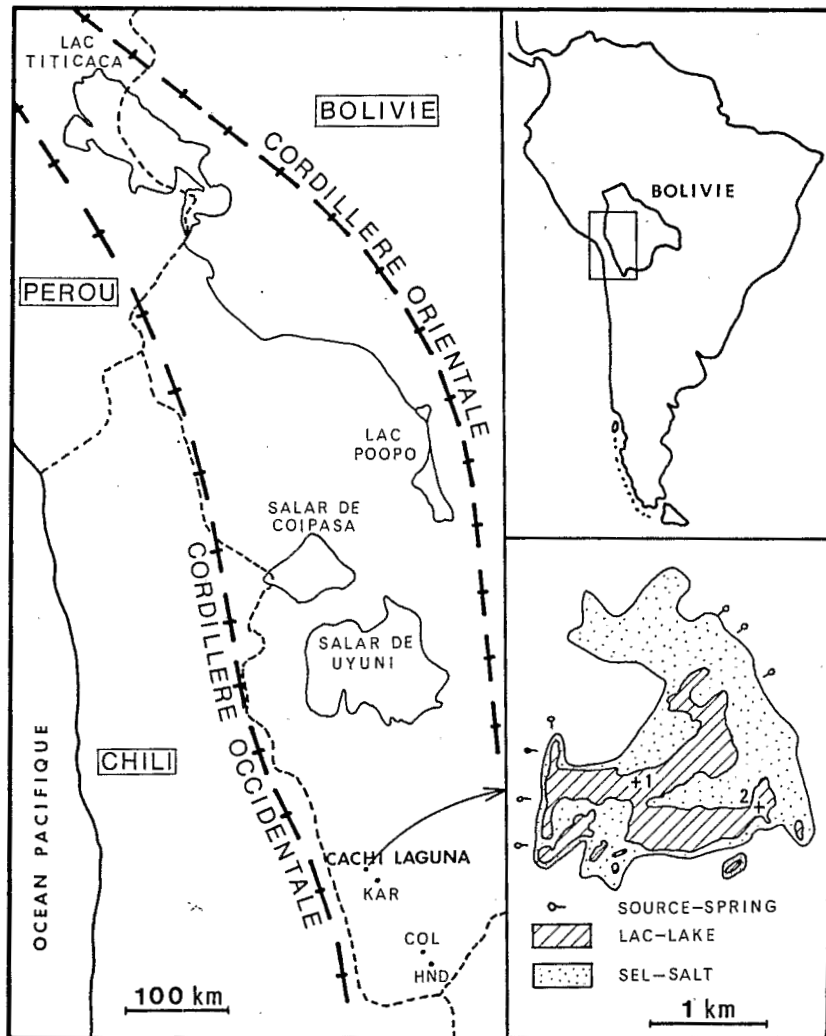 LAC
TITICACA
BOLIVIE
CORDILLERE ORIENTALE
PEROU
LAC
POOPO
SALAR DE
COIPASA
SALAR DE
UYUNI
CORDILLERE OCCIDENTALE
OCEAN PACIFIQUE
CHILI
CACHI LAGUNA
KAR
COL
HND
100 km
BOLIVIE
+1
2
+
SOURCE-SPRING
LAC-LAKE
SEL-SALT
1 km